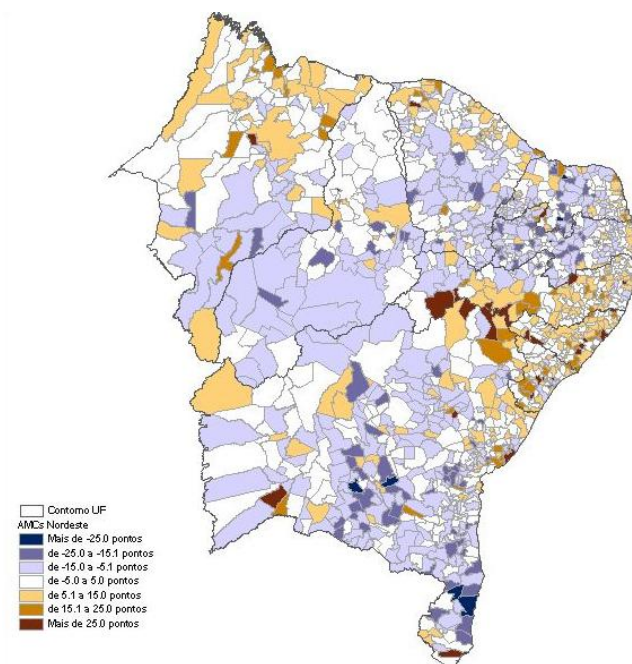 Contorno UF
AMCs Nordeste
Mais de -25.0 pontos
de -25.0 a -15.1 pontos
de -15.0 a -5.1 pontos
de -5.0 a 5.0 pontos
de 5.1 a 15.0 pontos
de 15.1 a 25.0 pontos
Mais de 25.0 pontos